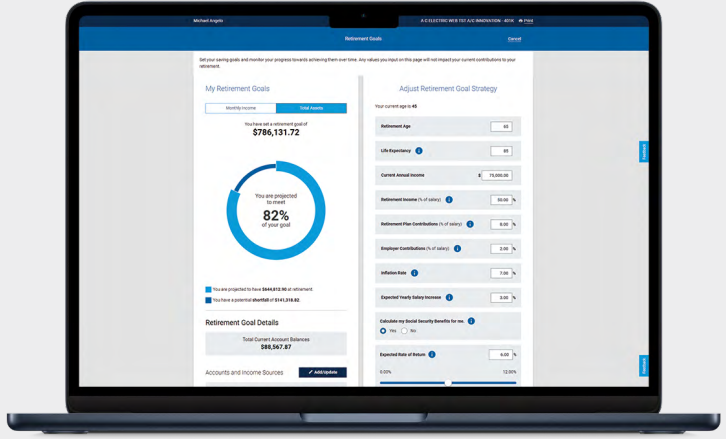 Michael Angelo
A C ELECTRIC WEB TEF A/C INNOVATION - 401K Print
Retirement Goals
Cancel
Set your saving goals and monitor your progress towards achieving them over time. Any values you input on this page will not impact your current contributions to your
retirement.
My Retirement Goals
Monthly Income
Total Assets
You have set a retirement goal of
$786,131.72
You are projected
to meet
82%
of your goal
You are projected to have $644,812.90 at retirement.
You have a potential shortfall of $141,318.82.
Retirement Goal Details
Total Current Account Balances
$88,567.87
Accounts and Income Sources
Add/Update
Adjust Retirement Goal Strategy
Your current age is 45
Retirement Age 65
Life Expectancy 85
Current Annual Income $ 75,000.00
Retirement Income (% of salary) 50.00 %
Retirement Plan Contributions (% of salary) 6.00 %
Employer Contributions (% of salary) 2.00 %
Inflation Rate 7.00 %
Expected Yearly Salary Increase 3.00 %
Calculate my Social Security Benefits for me.
Yes No
Expected Rate of Return 6.00 %
0.00% 12.00%
Feedback
Feedback